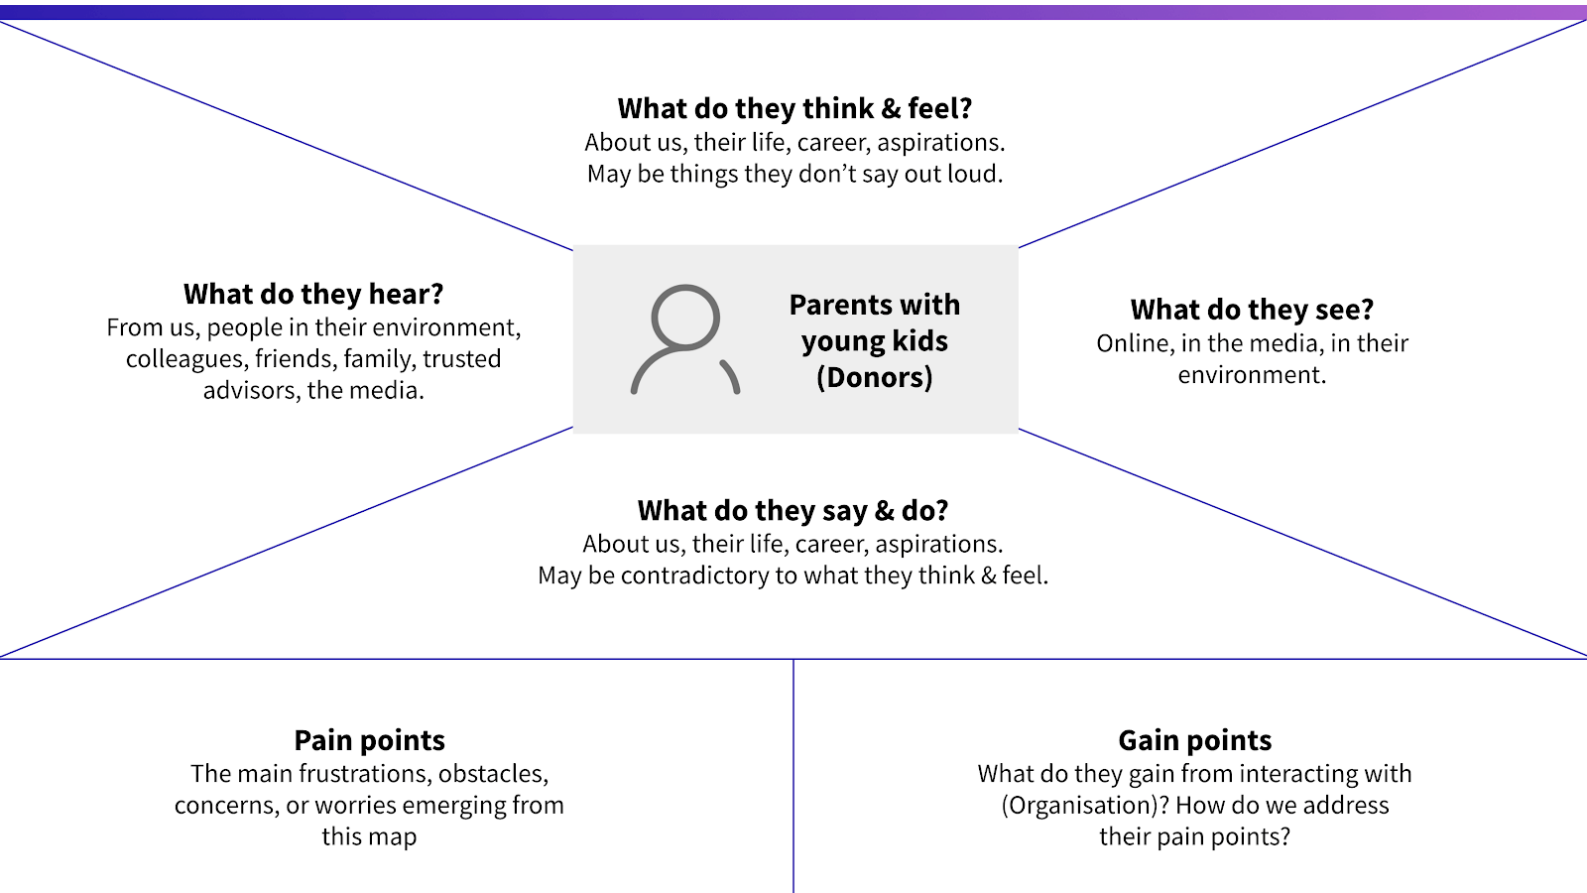 What do they think & feel?
About us, their life, career, aspirations.
May be things they don’t say out loud.
What do they hear?
From us, people in their environment,
colleagues, friends, family, trusted
advisors, the media.
Parents with
young kids
(Donors)
What do they see?
Online, in the media, in their
environment.
What do they say & do?
About us, their life, career, aspirations.
May be contradictory to what they think & feel.
Pain points
The main frustrations, obstacles,
concerns, or worries emerging from
this map
Gain points
What do they gain from interacting with
(Organisation)? How do we address
their pain points?